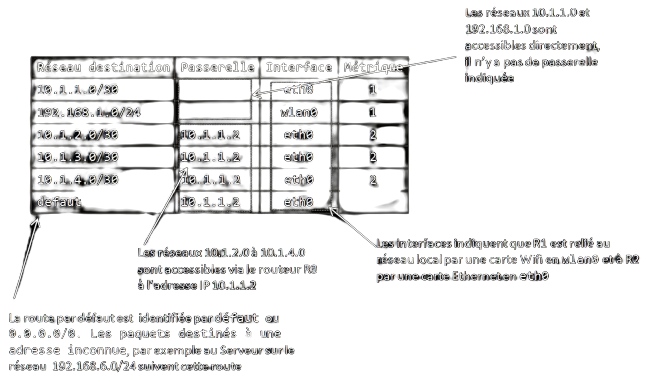 Les réseaux 10.1.1.0 et
192.168.1.0 sont
accessibles directement,
il n'y a pas de passerelle
indiquée
Réseau destination Passerelle Interface Métrique
10.1.1.0/30 eth0 1
192.168.1.0/24 wlan0 1
10.1.2.0/30 10.1.1.2 eth0 2
10.1.3.0/30 10.1.1.2 eth0 2
10.1.4.0/30 10.1.1.2 eth0 2
défaut 10.1.1.2 eth0
Les réseaux 10.1.2.0 à 10.1.4.0
sont accessibles via le routeur
à l'adresse IP 10.1.1.2
Les interfaces indiquent que R1 est relié au
réseau local par une carte Wifi en wlan0 et à R2
par une carte Ethernet en eth0
La route par défaut est identifiée par défaut ou
0.0.0.0/0. Les paquets destinés à une
adresse inconnue, par exemple au Serveur sur le
réseau 192.168.6.0/24 suivent cette route